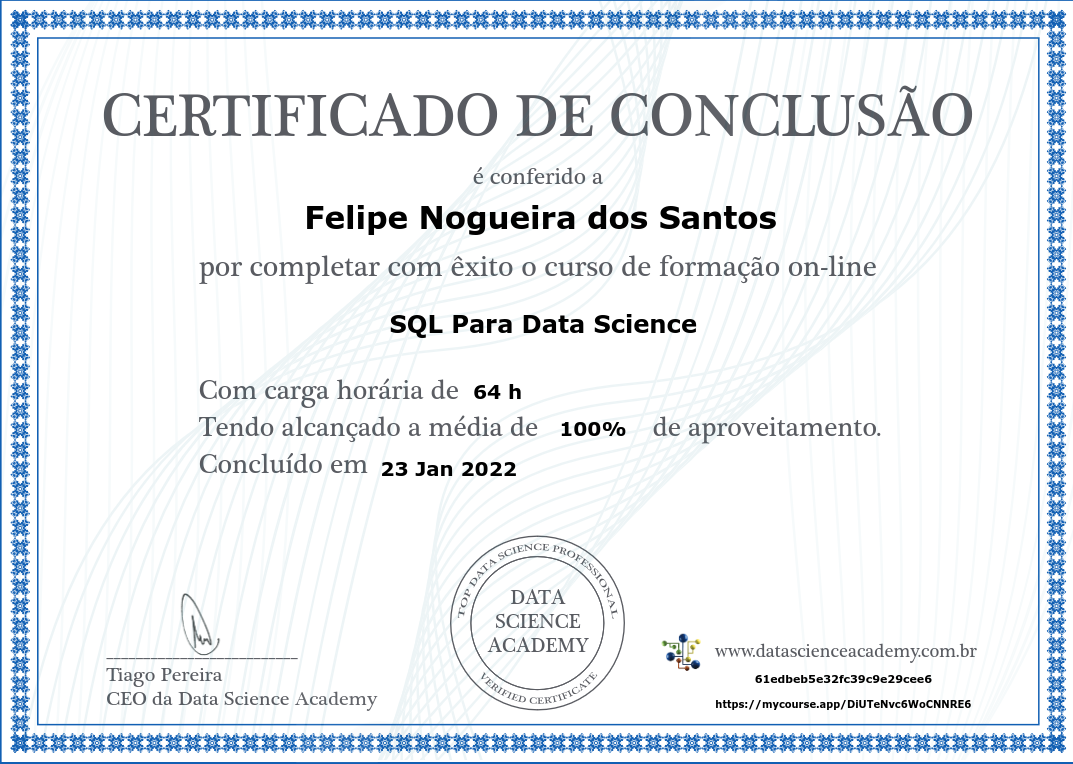 CERTIFICADO DE CONCLUSÃO
é conferido a
Felipe Nogueira dos Santos
por completar com êxito o curso de formação on-line
SQL Para Data Science
Com carga horária de 64 h
Tendo alcançado a média de 100% de aproveitamento.
Concluído em 23 Jan 2022
TOP DATA SCIENCE PROFESSIONAL
DATA
SCIENCE
ACADEMY
VERIFIED CERTIFICATE
Tiago Pereira
CEO da Data Science Academy
www.datascienceacademy.com.br
61edbeb5e32fc39c9e29cee6
https://mycourse.app/DiUTeNvc6WoCNNRE6